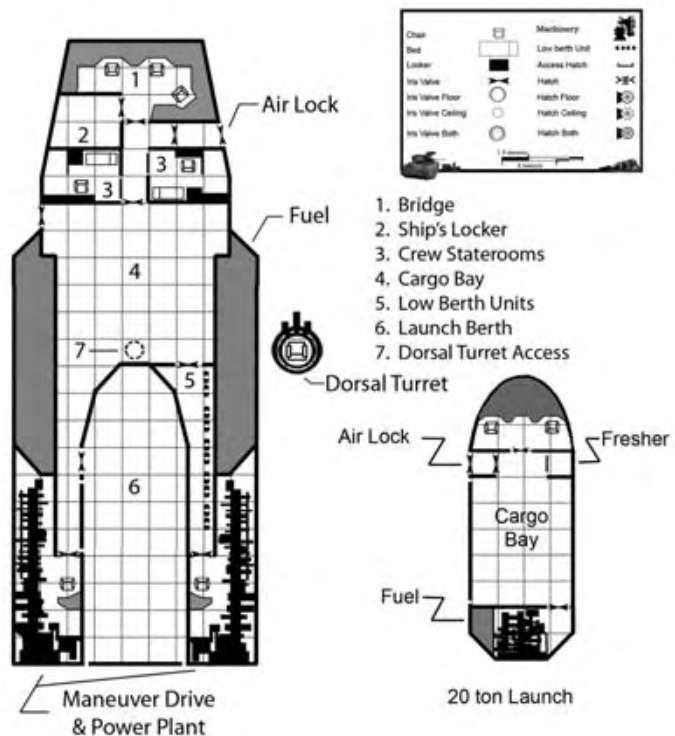 Chair
Bed
Locker
Iris Valve
Iris Valve Floor
Iris Valve Ceiling
Iris Valve Both
Machinery
Low berth Unit
Access Hatch
Hatch
Hatch Floor
Hatch Ceiling
Hatch Both
1
2
3
3
Air Lock
Fuel
4
7
5
6
Dorsal Turret
Maneuver Drive
& Power Plant
1. Bridge
2. Ship's Locker
3. Crew Staterooms
4. Cargo Bay
5. Low Berth Units
6. Launch Berth
7. Dorsal Turret Access
Air Lock
Fresher
Cargo
Bay
Fuel
20 ton Launch